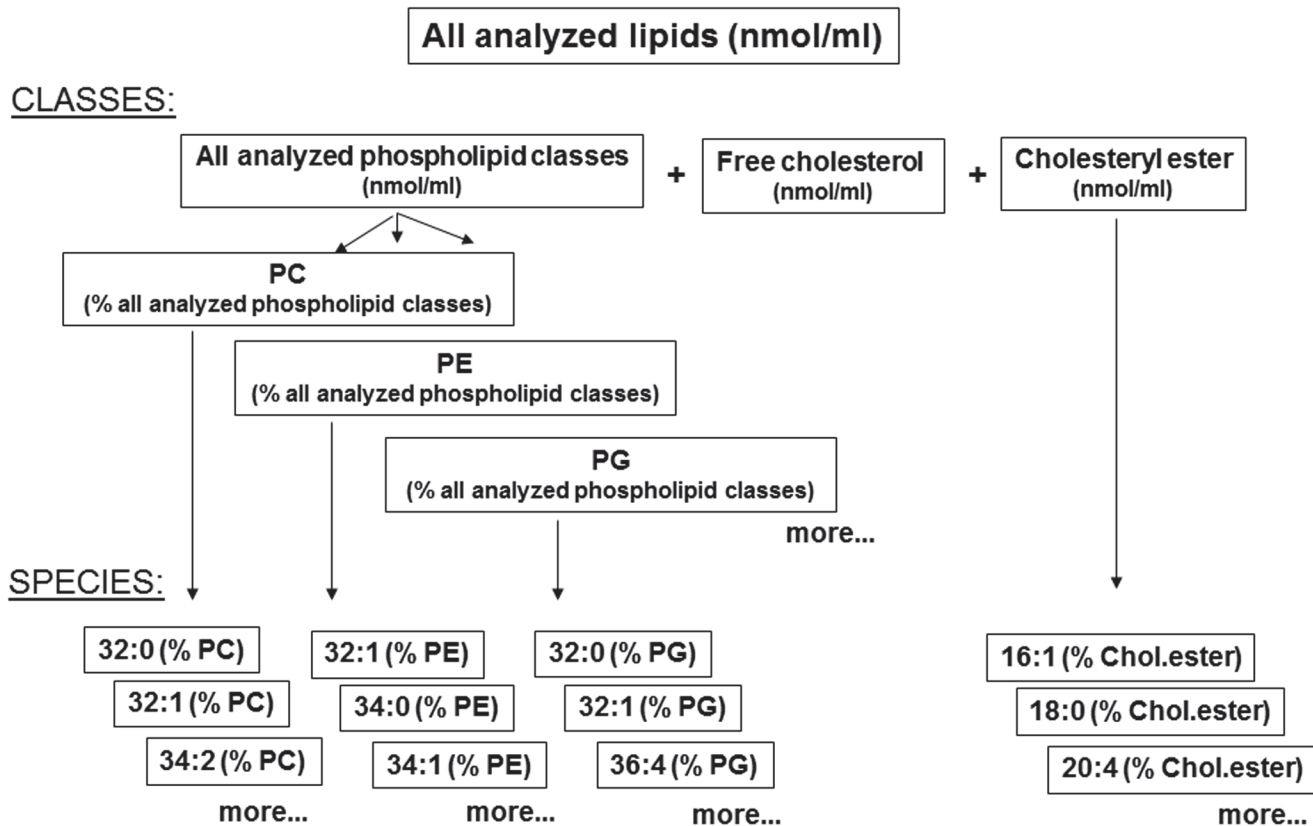 All analyzed lipids (nmol/ml)
CLASSES:
All analyzed phospholipid classes
(nmol/ml)
+
Free cholesterol
(nmol/ml)
+
Cholesteryl ester
(nmol/ml)
PC
(% all analyzed phospholipid classes)
PE
(% all analyzed phospholipid classes)
PG
(% all analyzed phospholipid classes)
more...
SPECIES:
32:0 (% PC)
32:1 (% PC)
34:2 (% PC)
more...
32:1 (% PE)
34:0 (% PE)
34:1 (% PE)
more...
32:0 (% PG)
32:1 (% PG)
36:4 (% PG)
more...
16:1 (% Chol.ester)
18:0 (% Chol.ester)
20:4 (% Chol.ester)
more...